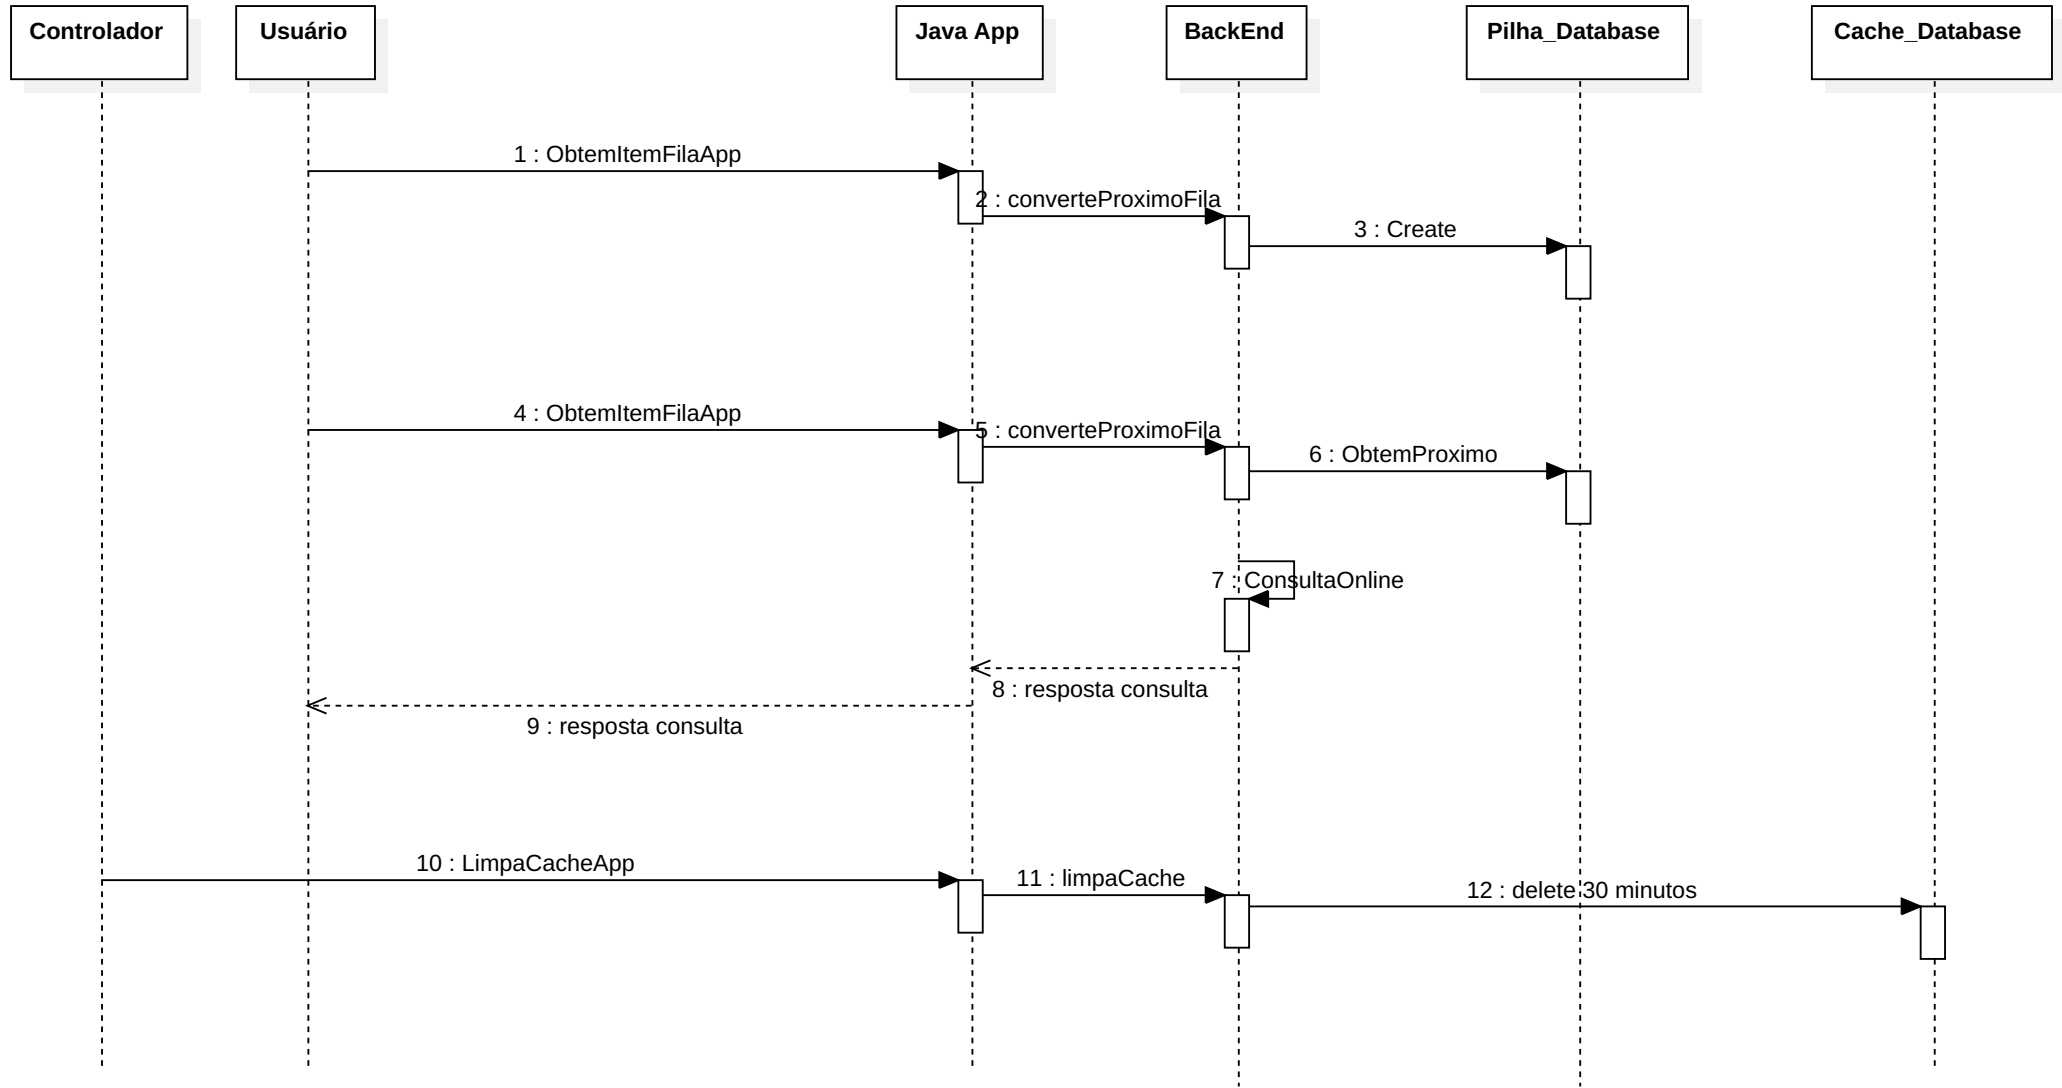 Controlador
Usuário
Java App
BackEnd
Pilha_Database
Cache_Database
1 : ObtemItemFilaApp
2 : converteProximoFila
3 : Create
4 : ObtemItemFilaApp
5 : converteProximoFila
6 : ObtemProximo
7 : ConsultaOnline
8 : resposta consulta
9 : resposta consulta
10 : LimpaCacheApp
11 : limpaCache
12 : delete 30 minutos